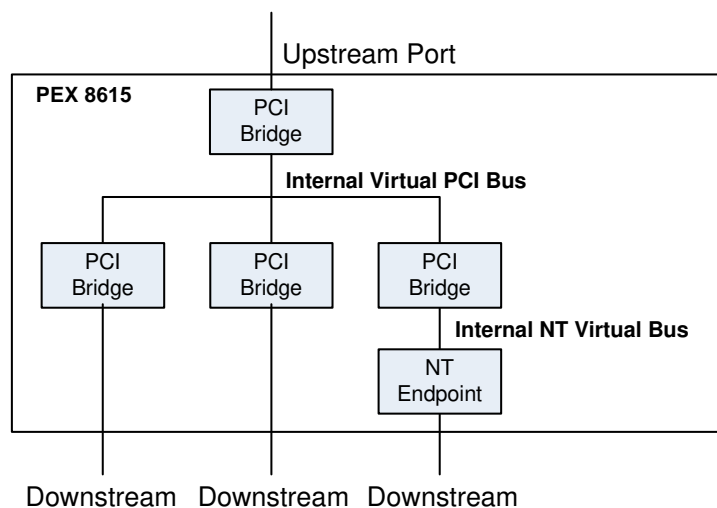 Upstream Port
PEX 8615
PCI
Bridge
Internal Virtual PCI Bus
PCI
Bridge
PCI
Bridge
PCI
Bridge
Internal NT Virtual Bus
NT
Endpoint
Downstream
Downstream
Downstream